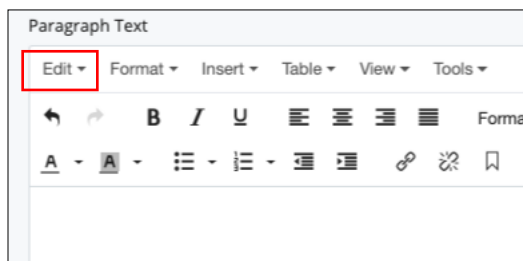 Paragraph Text
Edit Format Insert Table View Tools
B I U Forma
A A